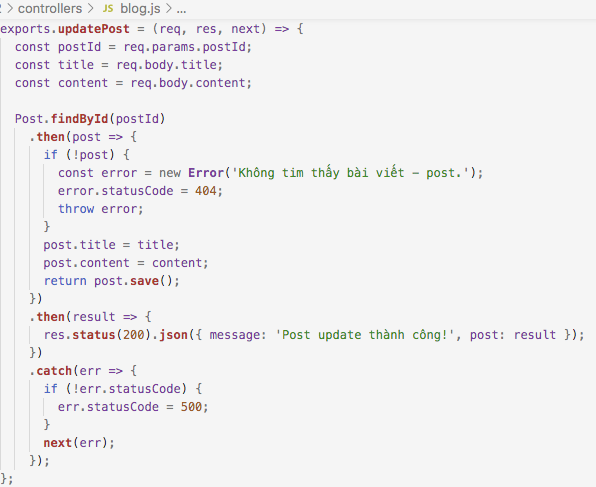 2 > controllers > JS blog.js > ...
exports.updatePost = (req, res, next) => {
  const postId = req.params.postId;
  const title = req.body.title;
  const content = req.body.content;

  Post.findById(postId)
    .then(post => {
      if (!post) {
        const error = new Error('Không tim thấy bài viết - post.');
        error.statusCode = 404;
        throw error;
      }
      post.title = title;
      post.content = content;
      return post.save();
    })
    .then(result => {
      res.status(200).json({ message: 'Post update thành công!', post: result });
    })
    .catch(err => {
      if (!err.statusCode) {
        err.statusCode = 500;
      }
      next(err);
    });
};